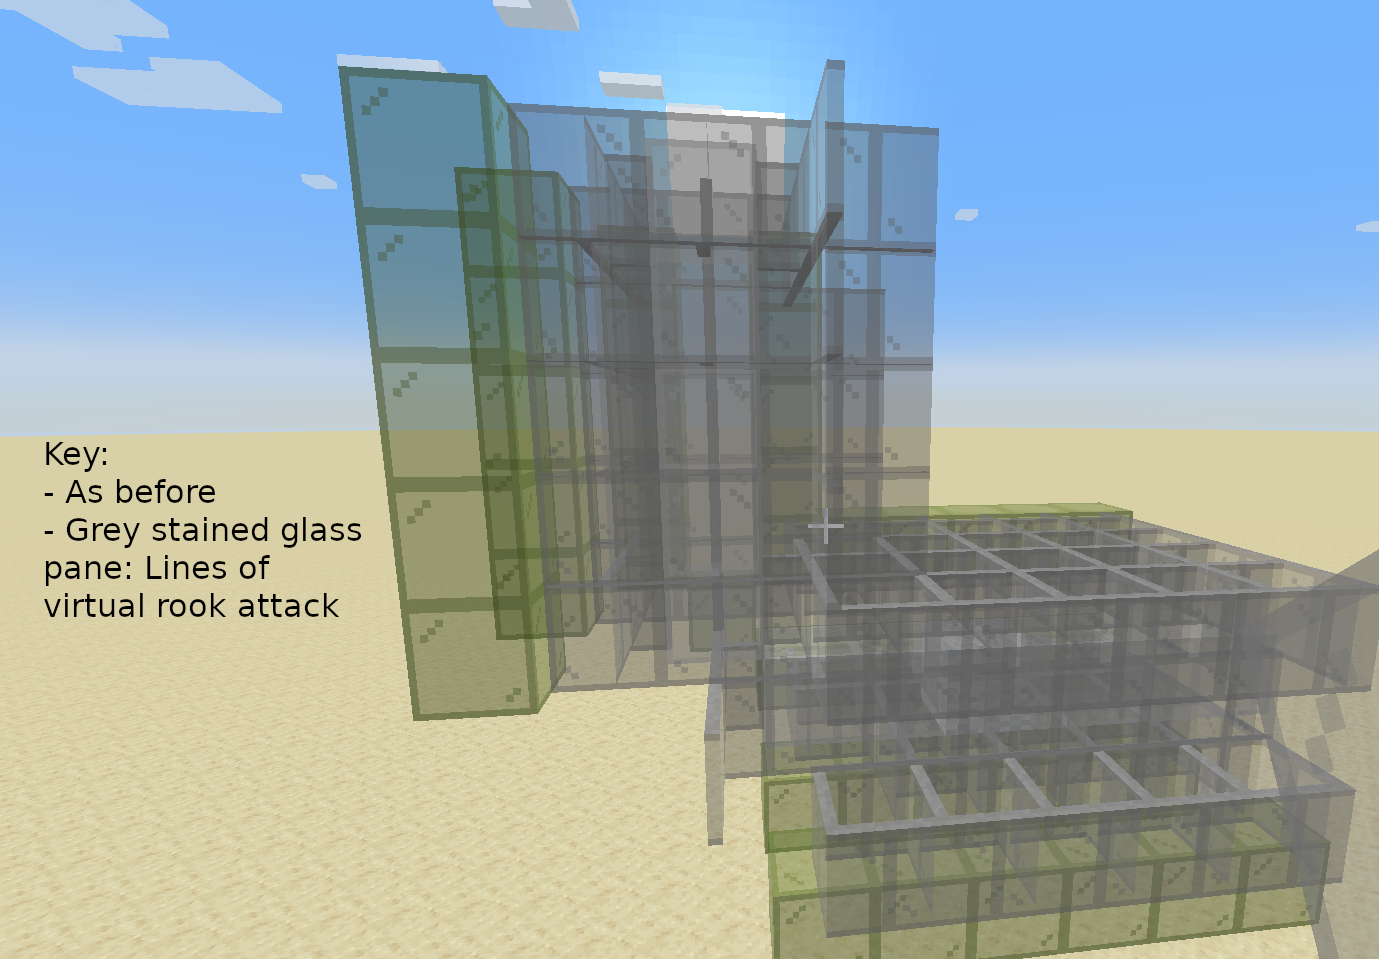 Key:
- As before
- Grey stained glass
pane: Lines of
virtual rook attack